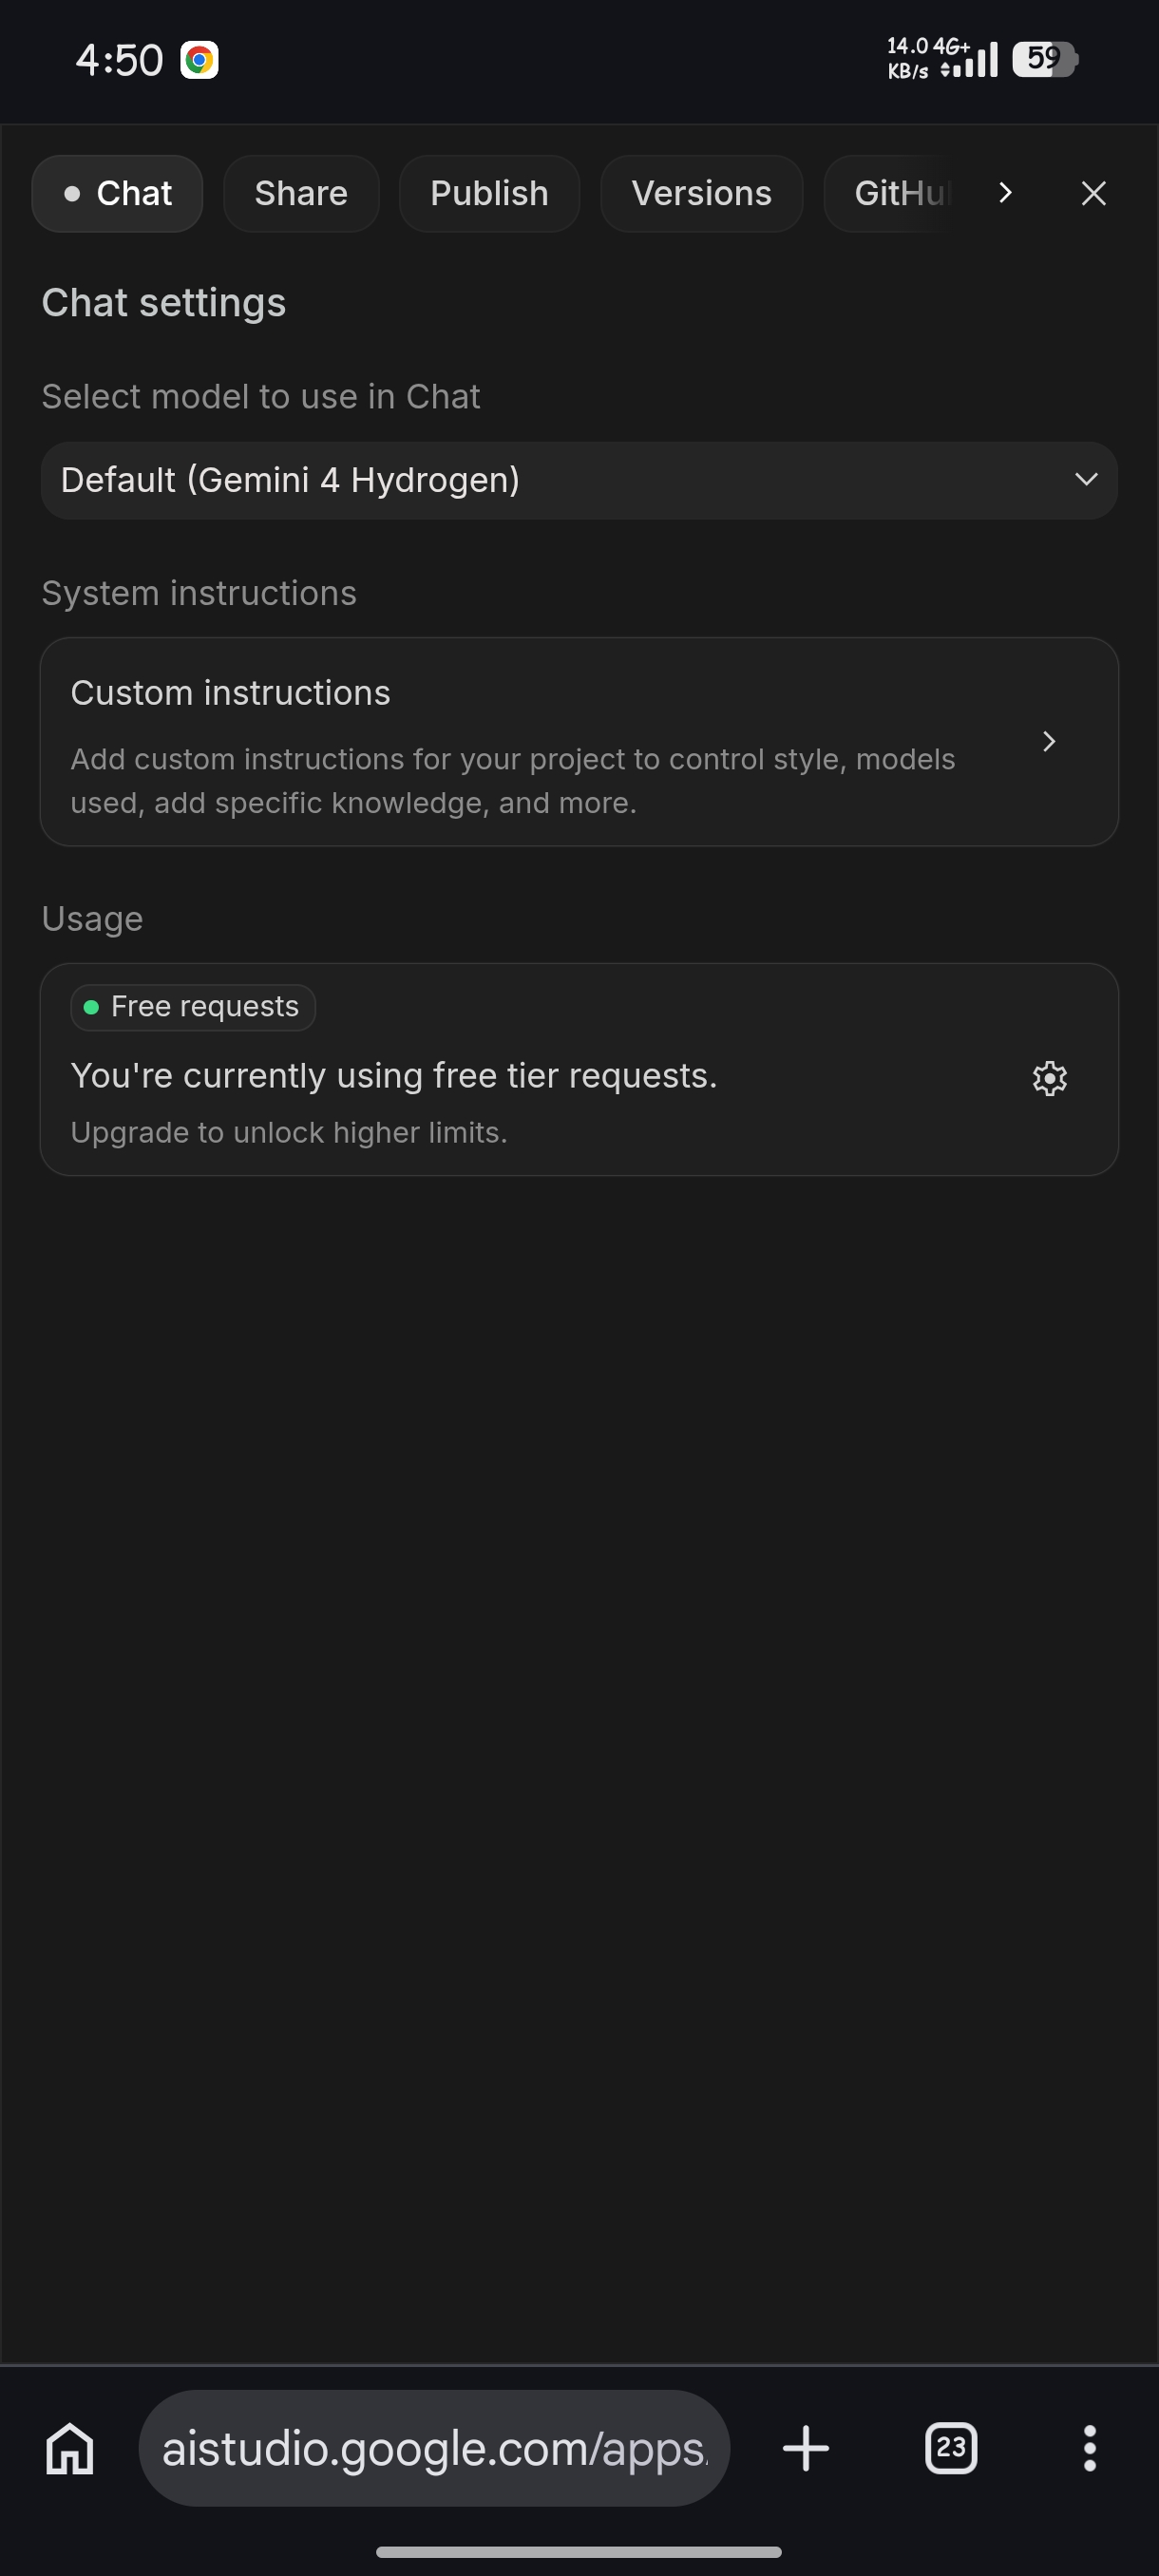 4:50
14.0 4G+
KB/s
59
Chat
Share
Publish
Versions
GitHu
Chat settings
Select model to use in Chat
Default (Gemini 4 Hydrogen)
System instructions
Custom instructions
Add custom instructions for your project to control style, models
used, add specific knowledge, and more.
Usage
Free requests
You're currently using free tier requests.
Upgrade to unlock higher limits.
aistudio.google.com/apps
23